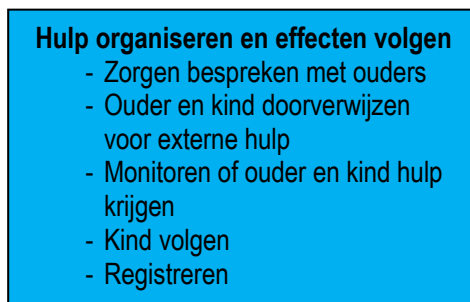 Hulp organiseren en effecten volgen
- Zorgen bespreken met ouders
- Ouder en kind doorverwijzen
voor externe hulp
- Monitoren of ouder en kind hulp
krijgen
- Kind volgen
- Registreren